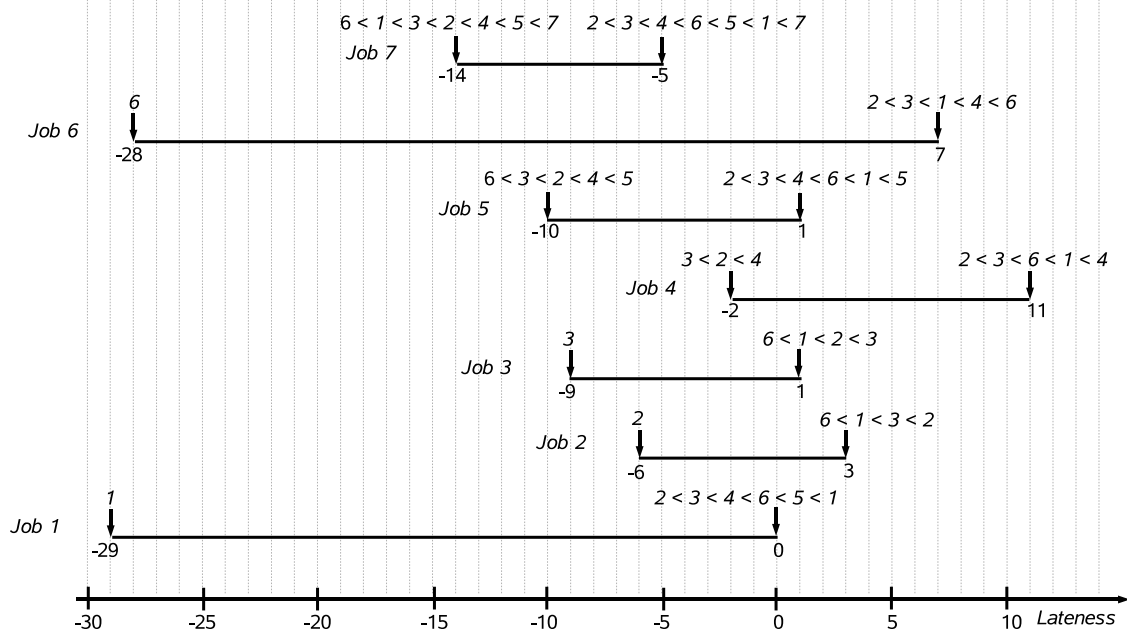 6 < 1 < 3 < 2 < 4 < 5 < 7 2 < 3 < 4 < 6 < 5 < 1 < 7
Job 7
-14 -5
6 2 < 3 < 1 < 4 < 6
Job 6
-28 7
6 < 3 < 2 < 4 < 5 2 < 3 < 4 < 6 < 1 < 5
Job 5
-10 1
3 < 2 < 4 2 < 3 < 6 < 1 < 4
Job 4
-2 11
3 6 < 1 < 2 < 3
Job 3
-9 1
2 6 < 1 < 3 < 2
Job 2
-6 3
1 2 < 3 < 4 < 6 < 5 < 1
Job 1
-29 0
-30 -25 -20 -15 -10 -5 0 5 10 Lateness